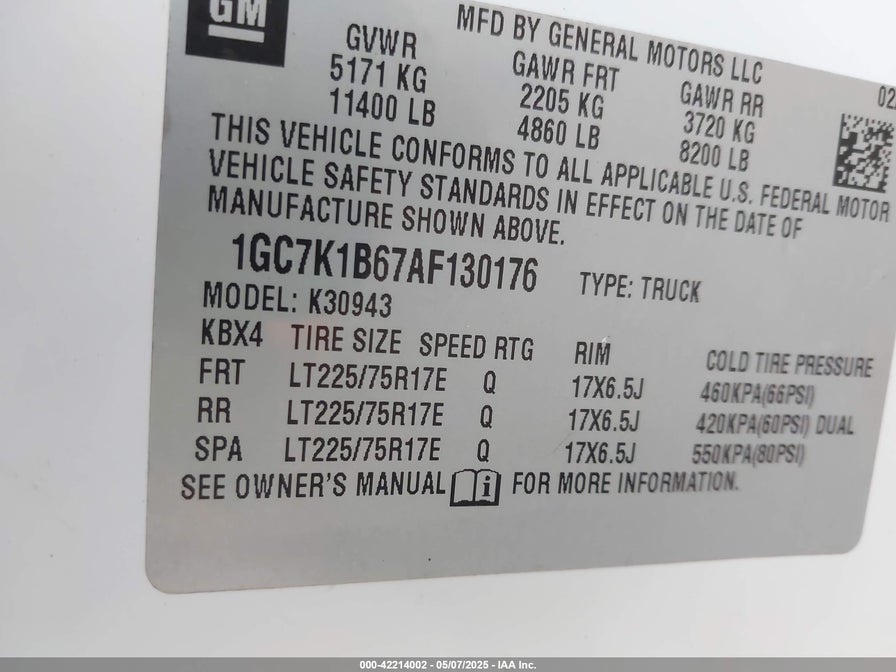 GM
MFD BY GENERAL MOTORS LLC
GVWR GAWR FRT GAWR RR
5171 KG 2205 KG 3720 KG
11400 LB 4860 LB 8200 LB
THIS VEHICLE CONFORMS TO ALL APPLICABLE U.S. FEDERAL MOTOR
VEHICLE SAFETY STANDARDS IN EFFECT ON THE DATE OF
MANUFACTURE SHOWN ABOVE.
1GC7K1B67AF130176 TYPE: TRUCK
MODEL: K30943
KBX4 TIRE SIZE SPEED RTG RIM COLD TIRE PRESSURE
FRT LT225/75R17E Q 17X6.5J 460KPA(66PSI)
RR LT225/75R17E Q 17X6.5J 420KPA(60PSI) DUAL
SPA LT225/75R17E Q 17X6.5J 550KPA(80PSI)
SEE OWNER'S MANUAL i FOR MORE INFORMATION.
000-42214002 - 05/07/2025 - IAA Inc.